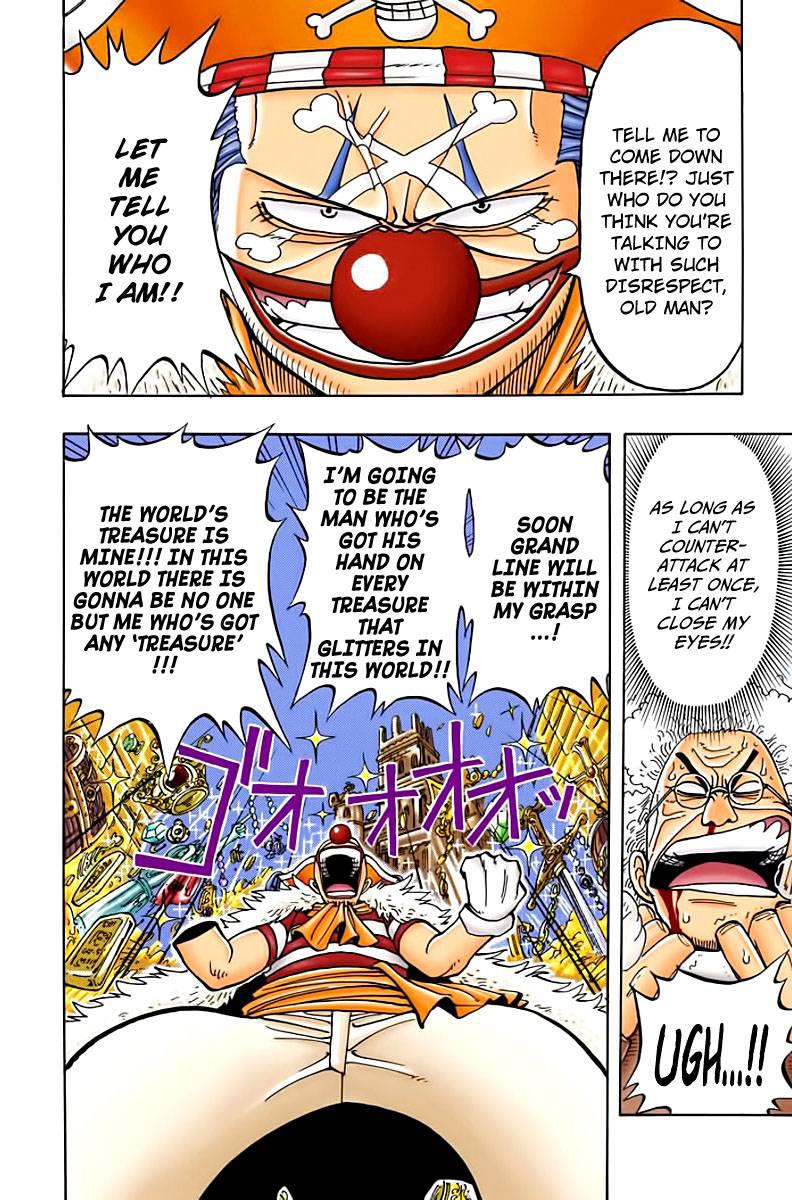 TELL ME TO
COME DOWN
THERE!? JUST
WHO DO YOU
THINK YOU'RE
TALKING TO
WITH SUCH
DISRESPECT,
OLD MAN?
LET
ME
TELL
YOU
WHO
I AM!!
AS LONG AS
I CAN'T
COUNTER-
ATTACK AT
LEAST ONCE,
I CAN'T
CLOSE MY
EYES!!
UGH...!!
SOON
GRAND
LINE WILL
BE WITHIN
MY GRASP
...!
I'M GOING
TO BE THE
MAN WHO'S
GOT HIS
HAND ON
EVERY
TREASURE
THAT
GLITTERS IN
THIS WORLD!!
THE WORLD'S
TREASURE IS
MINE!!! IN THIS
WORLD THERE IS
GONNA BE NO ONE
BUT ME WHO'S GOT
ANY 'TREASURE'
!!!
ゴオオオオッ